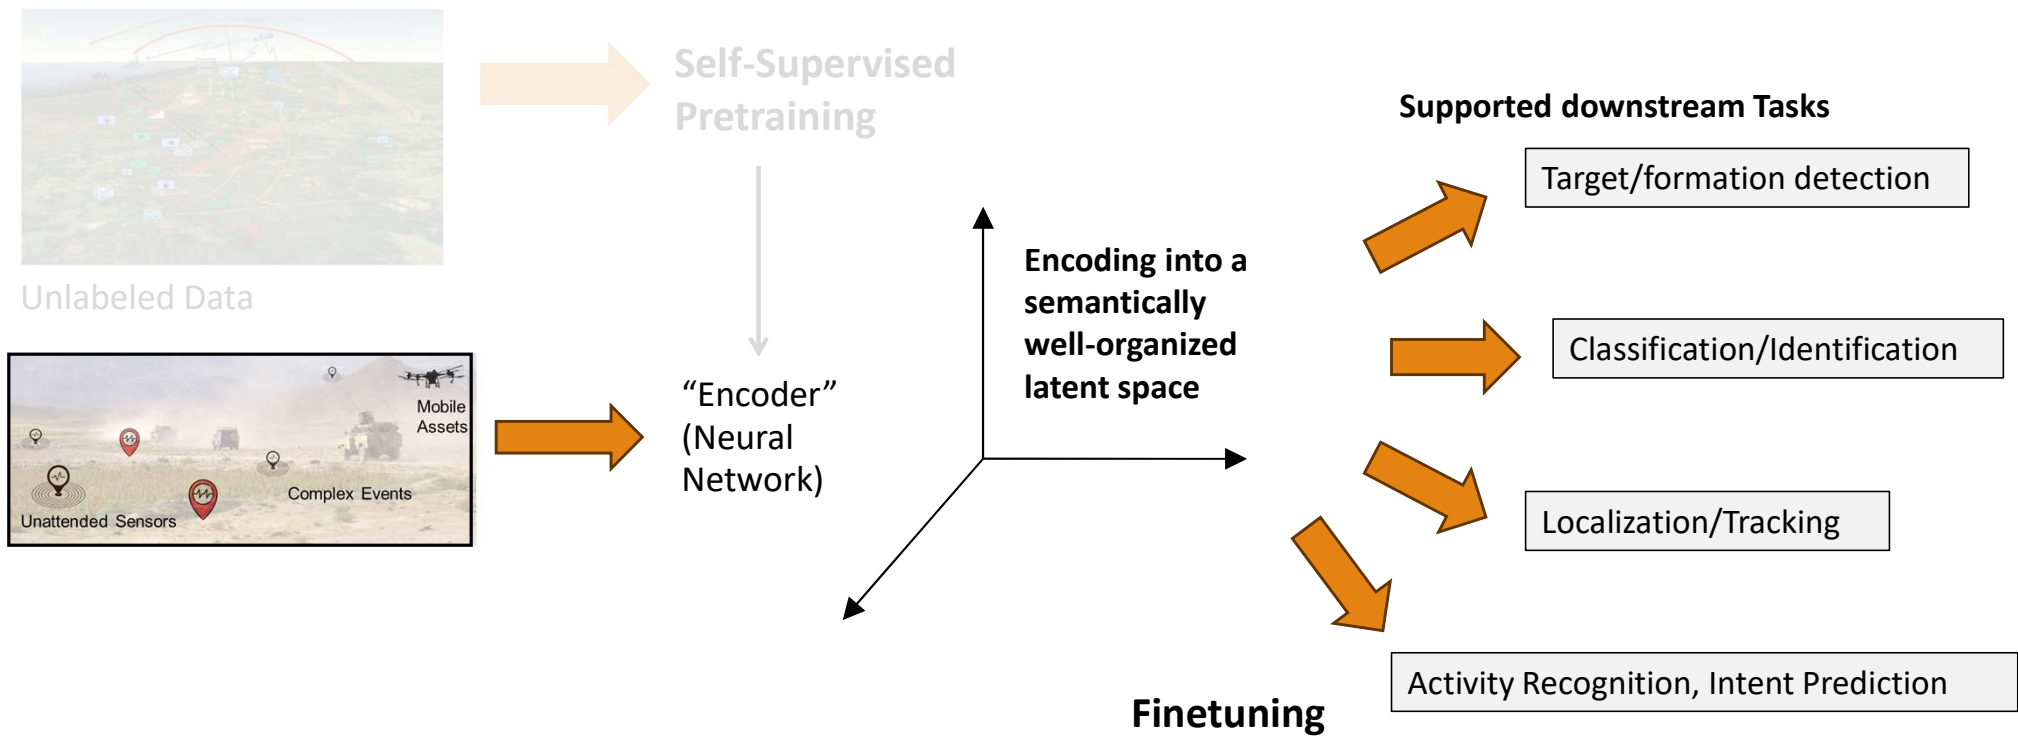 Self-Supervised
Pretraining
Unlabeled Data
Mobile
Assets
Complex Events
Unattended Sensors
“Encoder”
(Neural
Network)
Encoding into a
semantically
well-organized
latent space
Supported downstream Tasks
Target/formation detection
Classification/Identification
Localization/Tracking
Activity Recognition, Intent Prediction
Finetuning